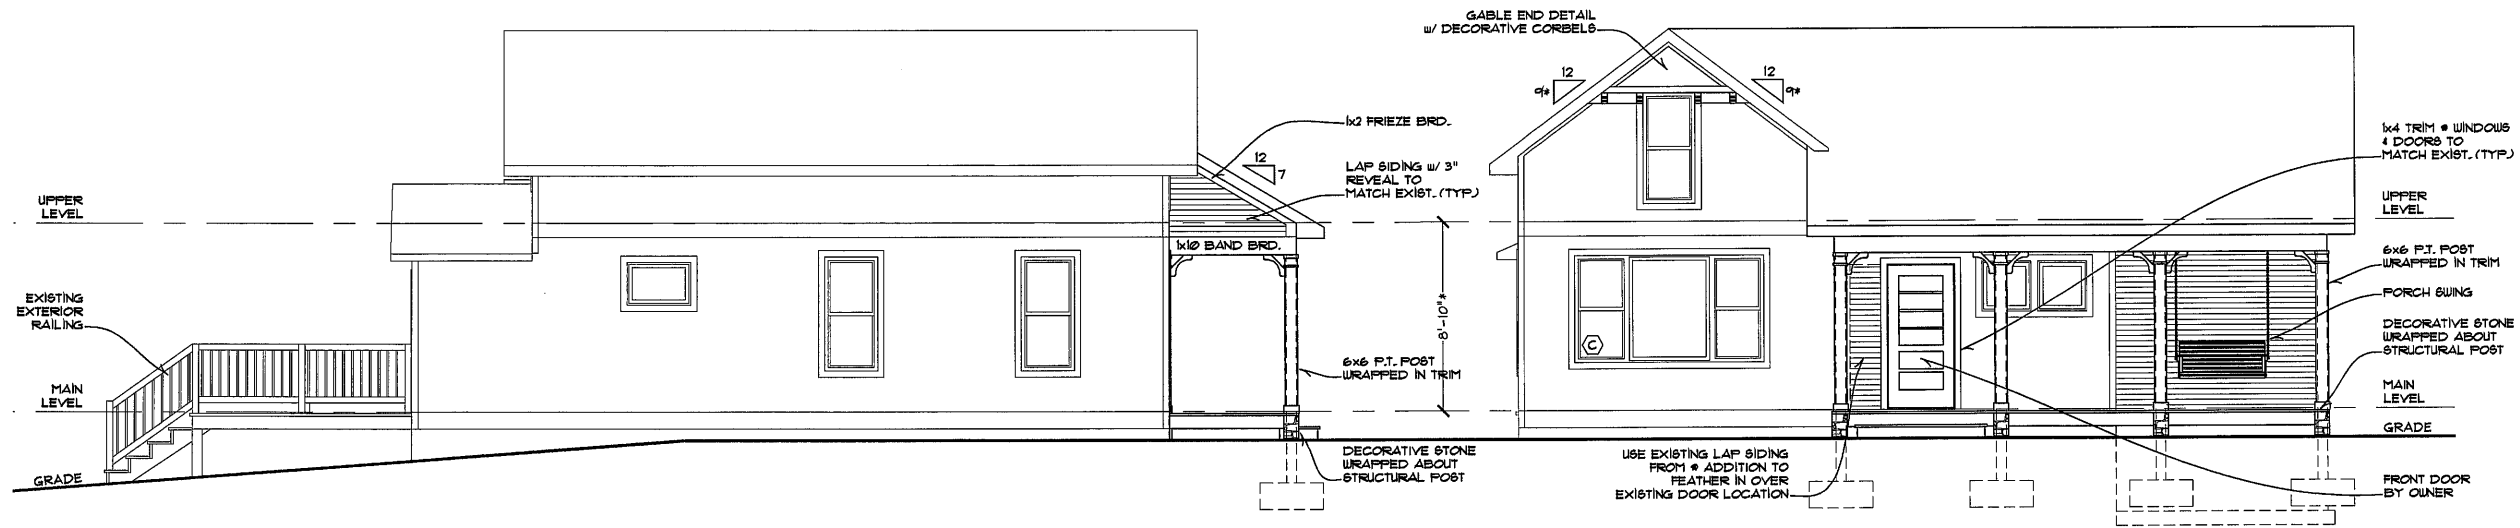 GABLE END DETAIL
w/ DECORATIVE CORBELS
12
9±
12
9±
1x2 FRIEZE BRD.
12
7
LAP SIDING w/ 3"
REVEAL TO
MATCH EXIST. (TYP.)
1x4 TRIM @ WINDOWS
& DOORS TO
MATCH EXIST. (TYP.)
UPPER
LEVEL
UPPER
LEVEL
1x10 BAND BRD.
6x6 P.T. POST
WRAPPED IN TRIM
EXISTING
EXTERIOR
RAILING
8'-10"±
PORCH SWING
C
DECORATIVE STONE
WRAPPED ABOUT
STRUCTURAL POST
6x6 P.T. POST
WRAPPED IN TRIM
MAIN
LEVEL
MAIN
LEVEL
GRADE
GRADE
DECORATIVE STONE
WRAPPED ABOUT
STRUCTURAL POST
USE EXISTING LAP SIDING
FROM @ ADDITION TO
FEATHER IN OVER
EXISTING DOOR LOCATION
FRONT DOOR
BY OWNER